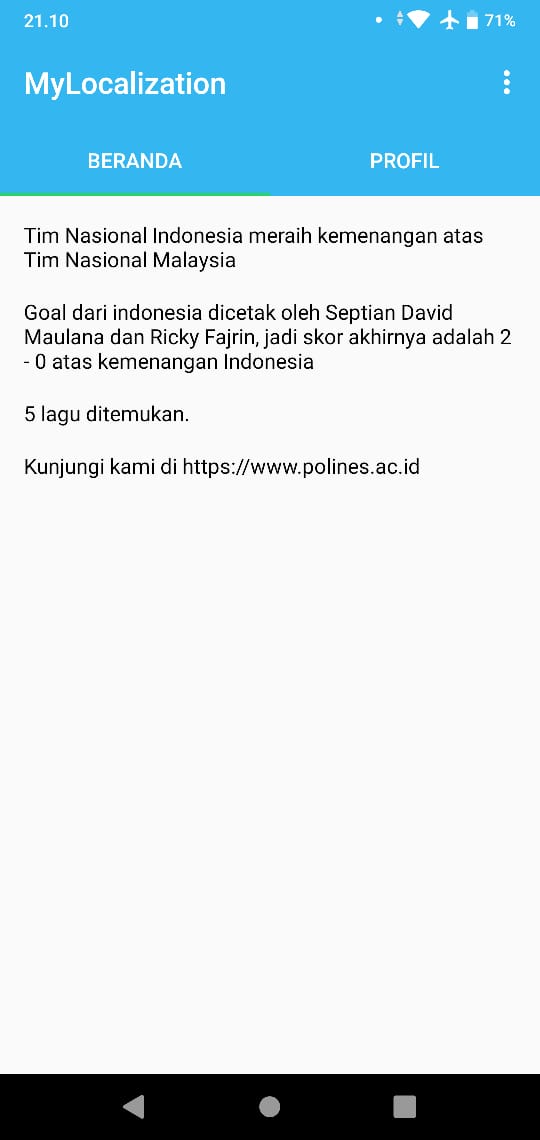 21.10
71%
MyLocalization
BERANDA
PROFIL
Tim Nasional Indonesia meraih kemenangan atas
Tim Nasional Malaysia
Goal dari indonesia dicetak oleh Septian David
Maulana dan Ricky Fajrin, jadi skor akhirnya adalah 2
- 0 atas kemenangan Indonesia
5 lagu ditemukan.
Kunjungi kami di https://www.polines.ac.id